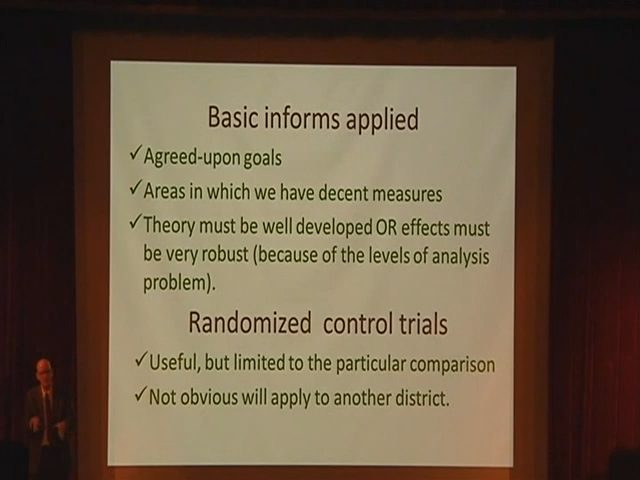 Basic informs applied
✓Agreed-upon goals
✓Areas in which we have decent measures
✓Theory must be well developed OR effects must
be very robust (because of the levels of analysis
problem).
Randomized control trials
✓Useful, but limited to the particular comparison
✓Not obvious will apply to another district.